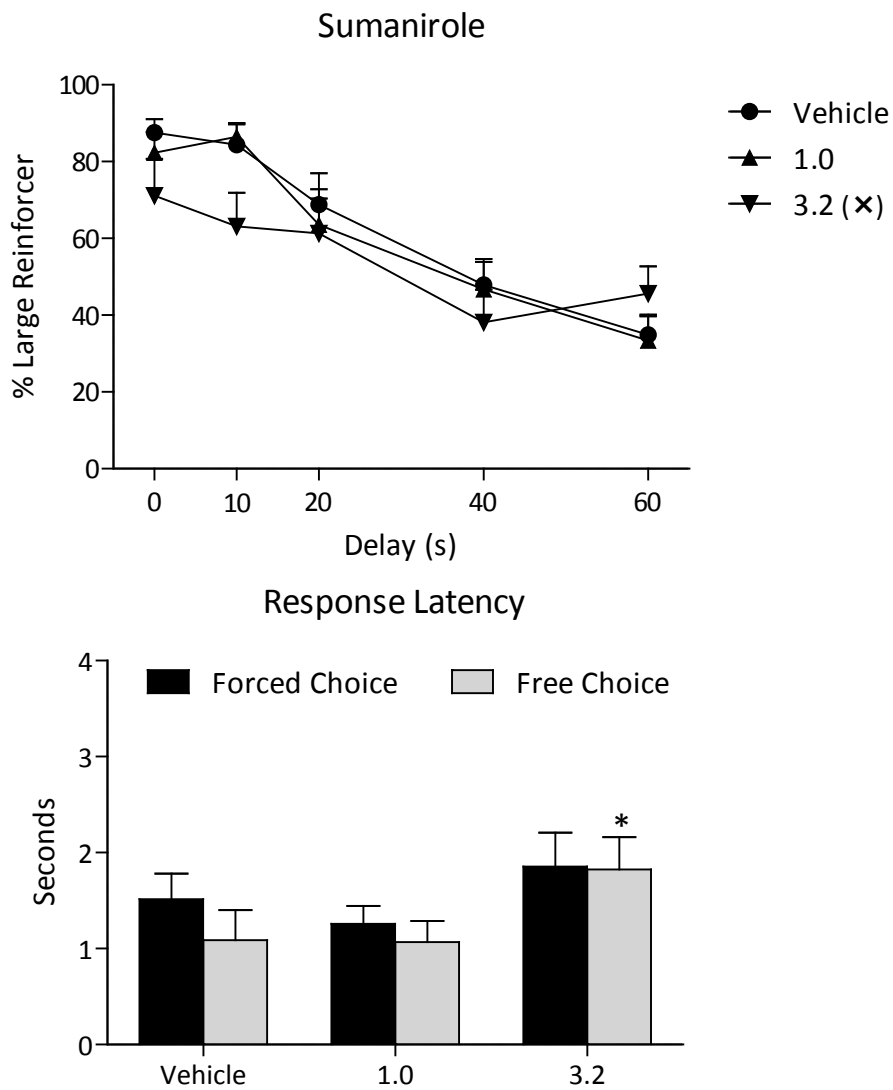 Sumanirole
100
80
60
40
20
0
% Large Reinforcer
0 10 20 40 60
Delay (s)
Vehicle
1.0
3.2 (×)
Response Latency
Forced Choice Free Choice
4
3
2
1
0
Seconds
*
Vehicle 1.0 3.2